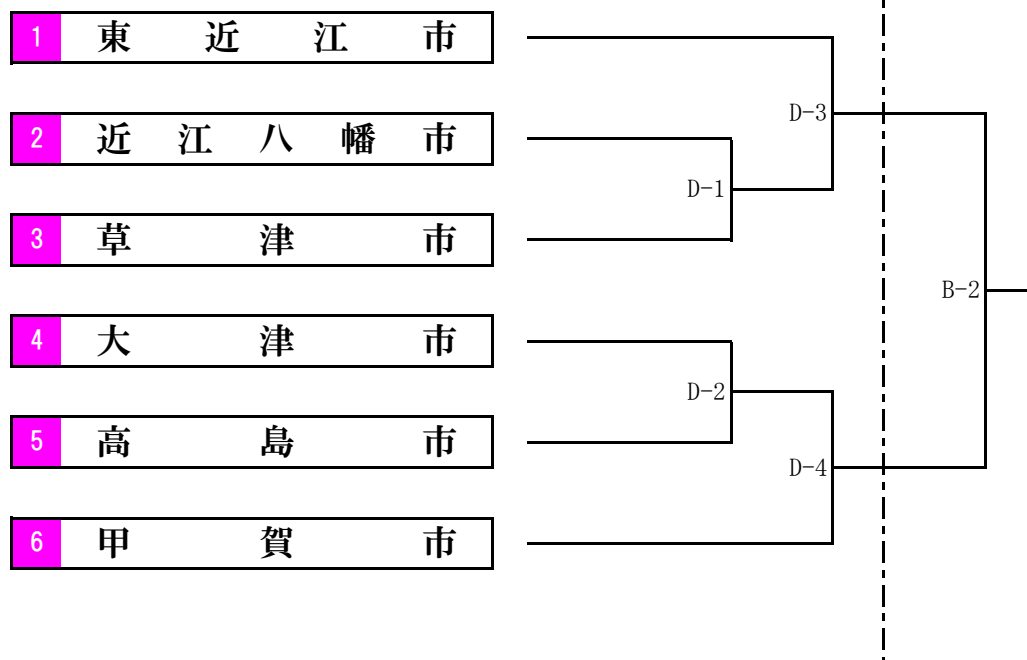 1 東近江市
D-3
2 近江八幡市
D-1
3 草津市
B-2
4 大津市
D-2
5 高島市
D-4
6 甲賀市